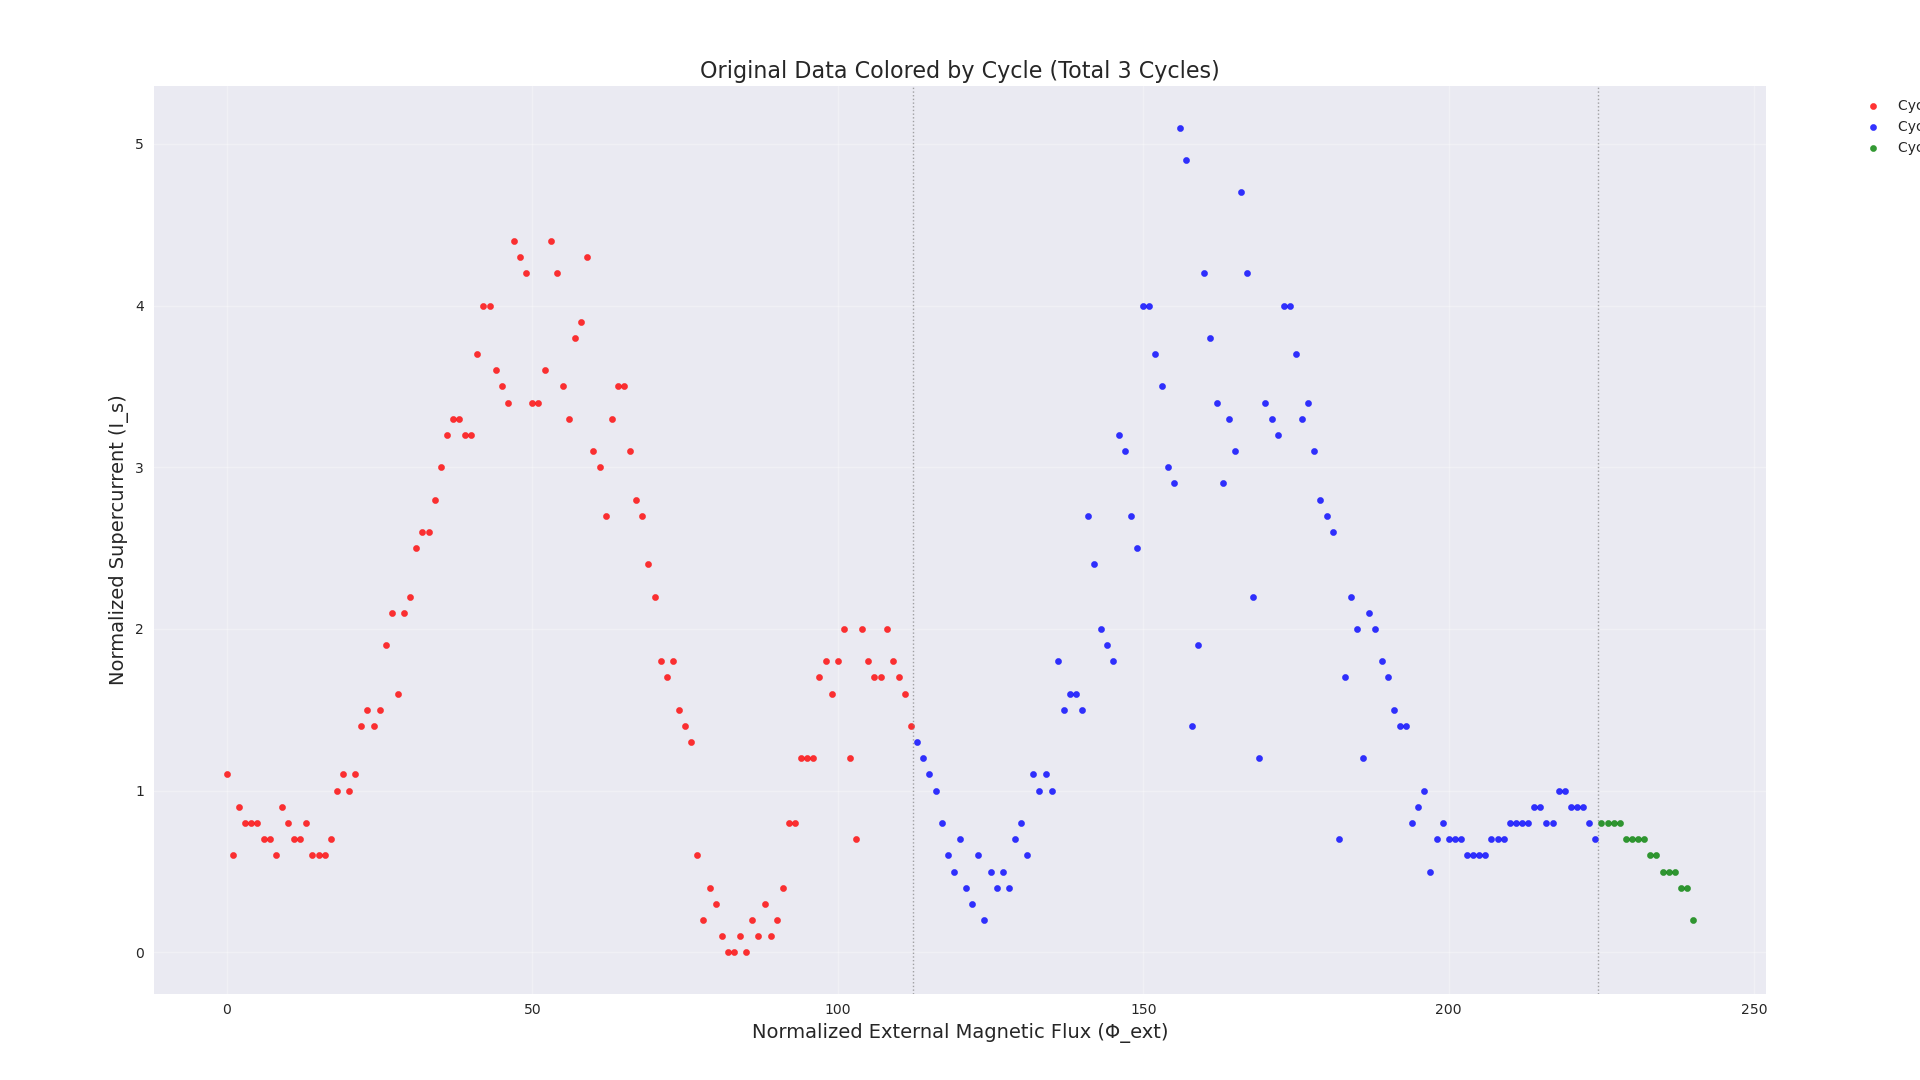 Original Data Colored by Cycle (Total 3 Cycles)
Cyc
Cyc
Cyc
5
4
3
2
1
0
Normalized Supercurrent (I_s)
0
50
100
150
200
250
Normalized External Magnetic Flux (Φ_ext)